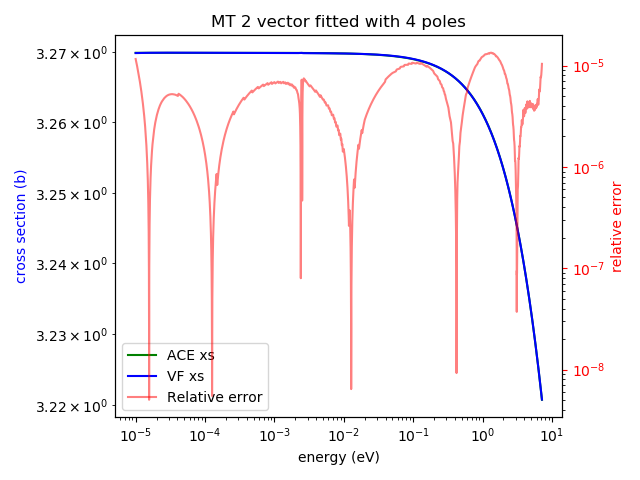 MT 2 vector fitted with 4 poles
3.27 × 10⁰
3.26 × 10⁰
3.25 × 10⁰
3.24 × 10⁰
3.23 × 10⁰
3.22 × 10⁰
cross section (b)
10⁻⁵
10⁻⁶
10⁻⁷
10⁻⁸
relative error
ACE xs
VF xs
Relative error
10⁻⁵ 10⁻⁴ 10⁻³ 10⁻² 10⁻¹ 10⁰ 10¹
energy (eV)